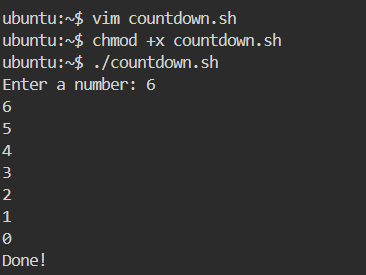 ubuntu:~$ vim countdown.sh
ubuntu:~$ chmod +x countdown.sh
ubuntu:~$ ./countdown.sh
Enter a number: 6
6
5
4
3
2
1
0
Done!